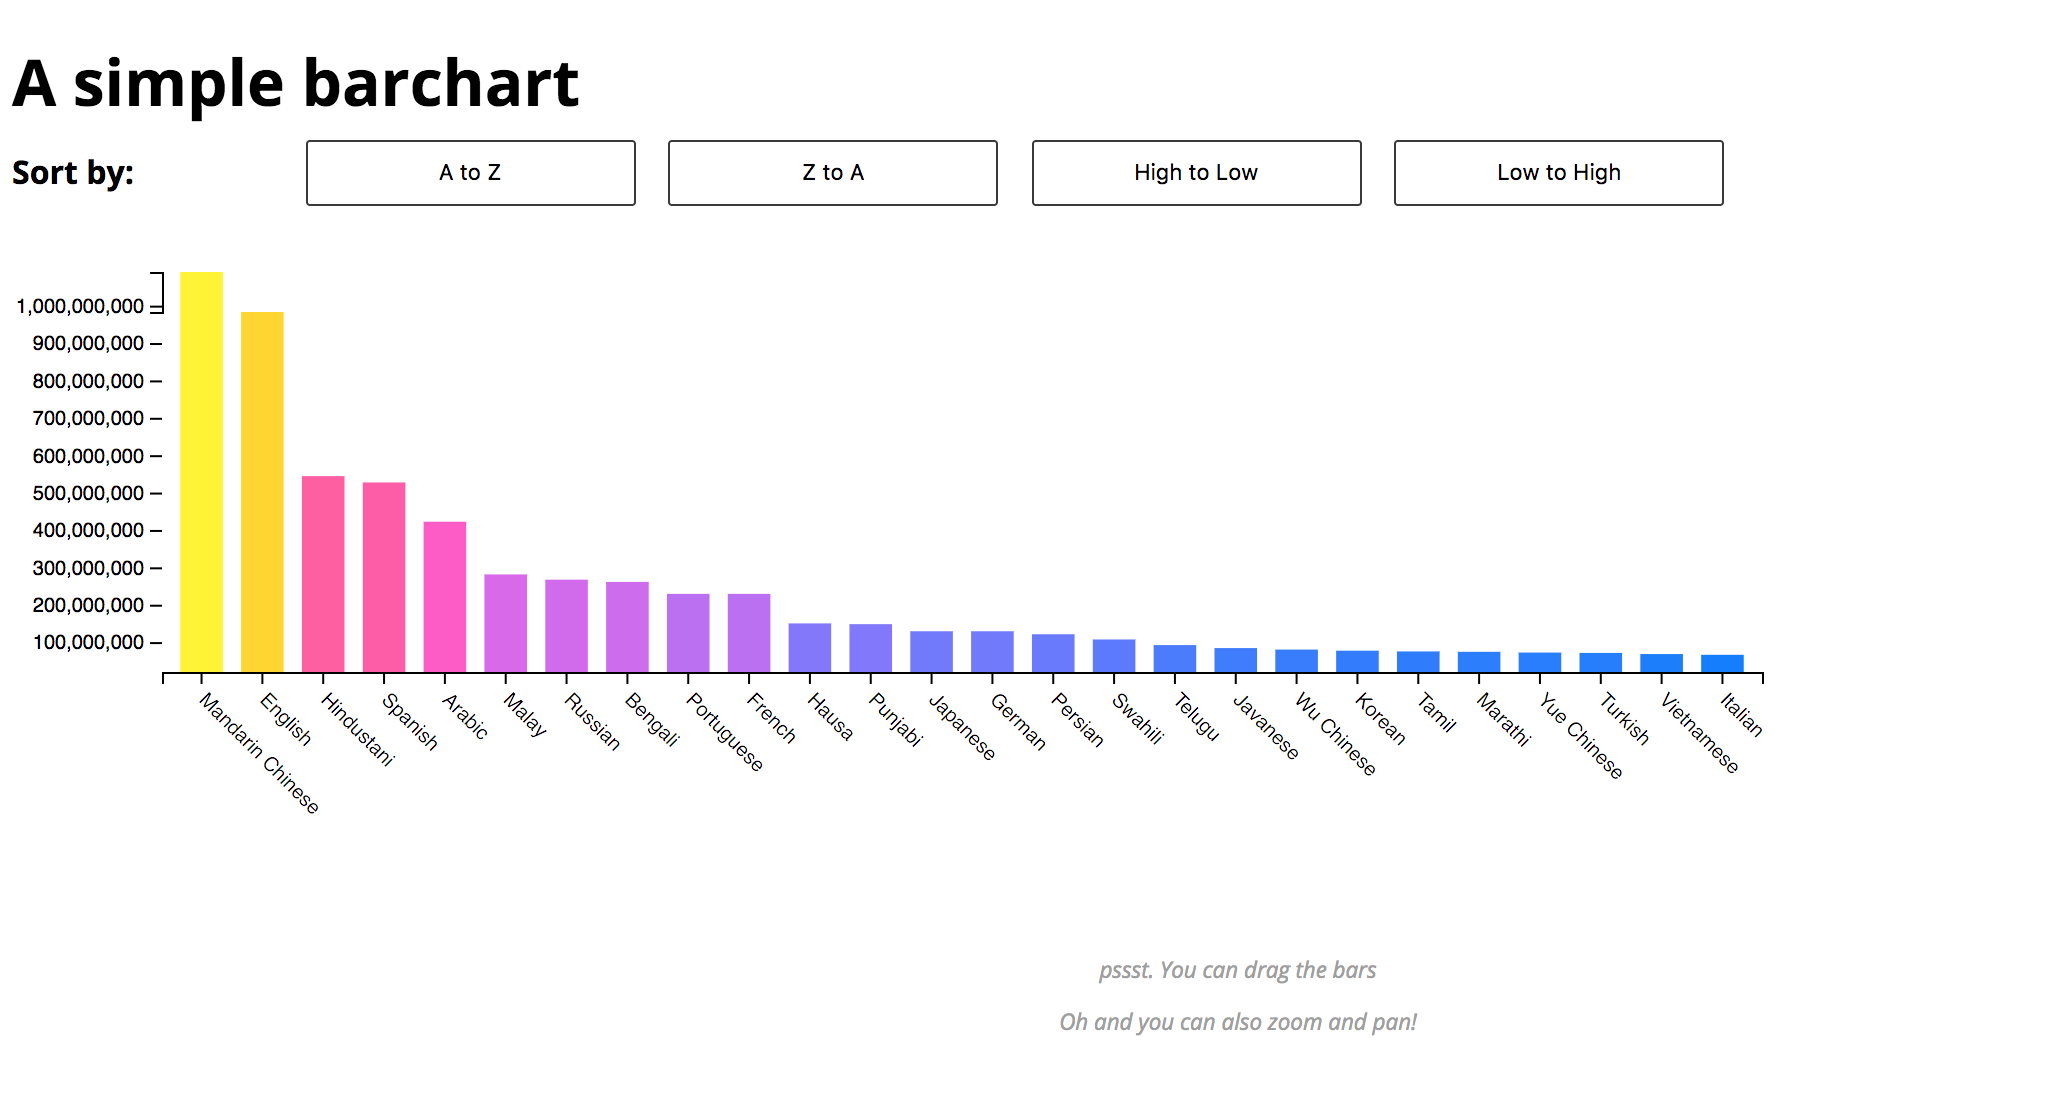 A simple barchart
Sort by:
A to Z
Z to A
High to Low
Low to High
1,000,000,000
900,000,000
800,000,000
700,000,000
600,000,000
500,000,000
400,000,000
300,000,000
200,000,000
100,000,000
Mandarin Chinese
English
Hindustani
Spanish
Arabic
Malay
Russian
Bengali
Portuguese
French
Hausa
Punjabi
Japanese
German
Persian
Swahili
Telugu
Javanese
Wu Chinese
Korean
Tamil
Marathi
Yue Chinese
Turkish
Vietnamese
Italian
pssst. You can drag the bars
Oh and you can also zoom and pan!